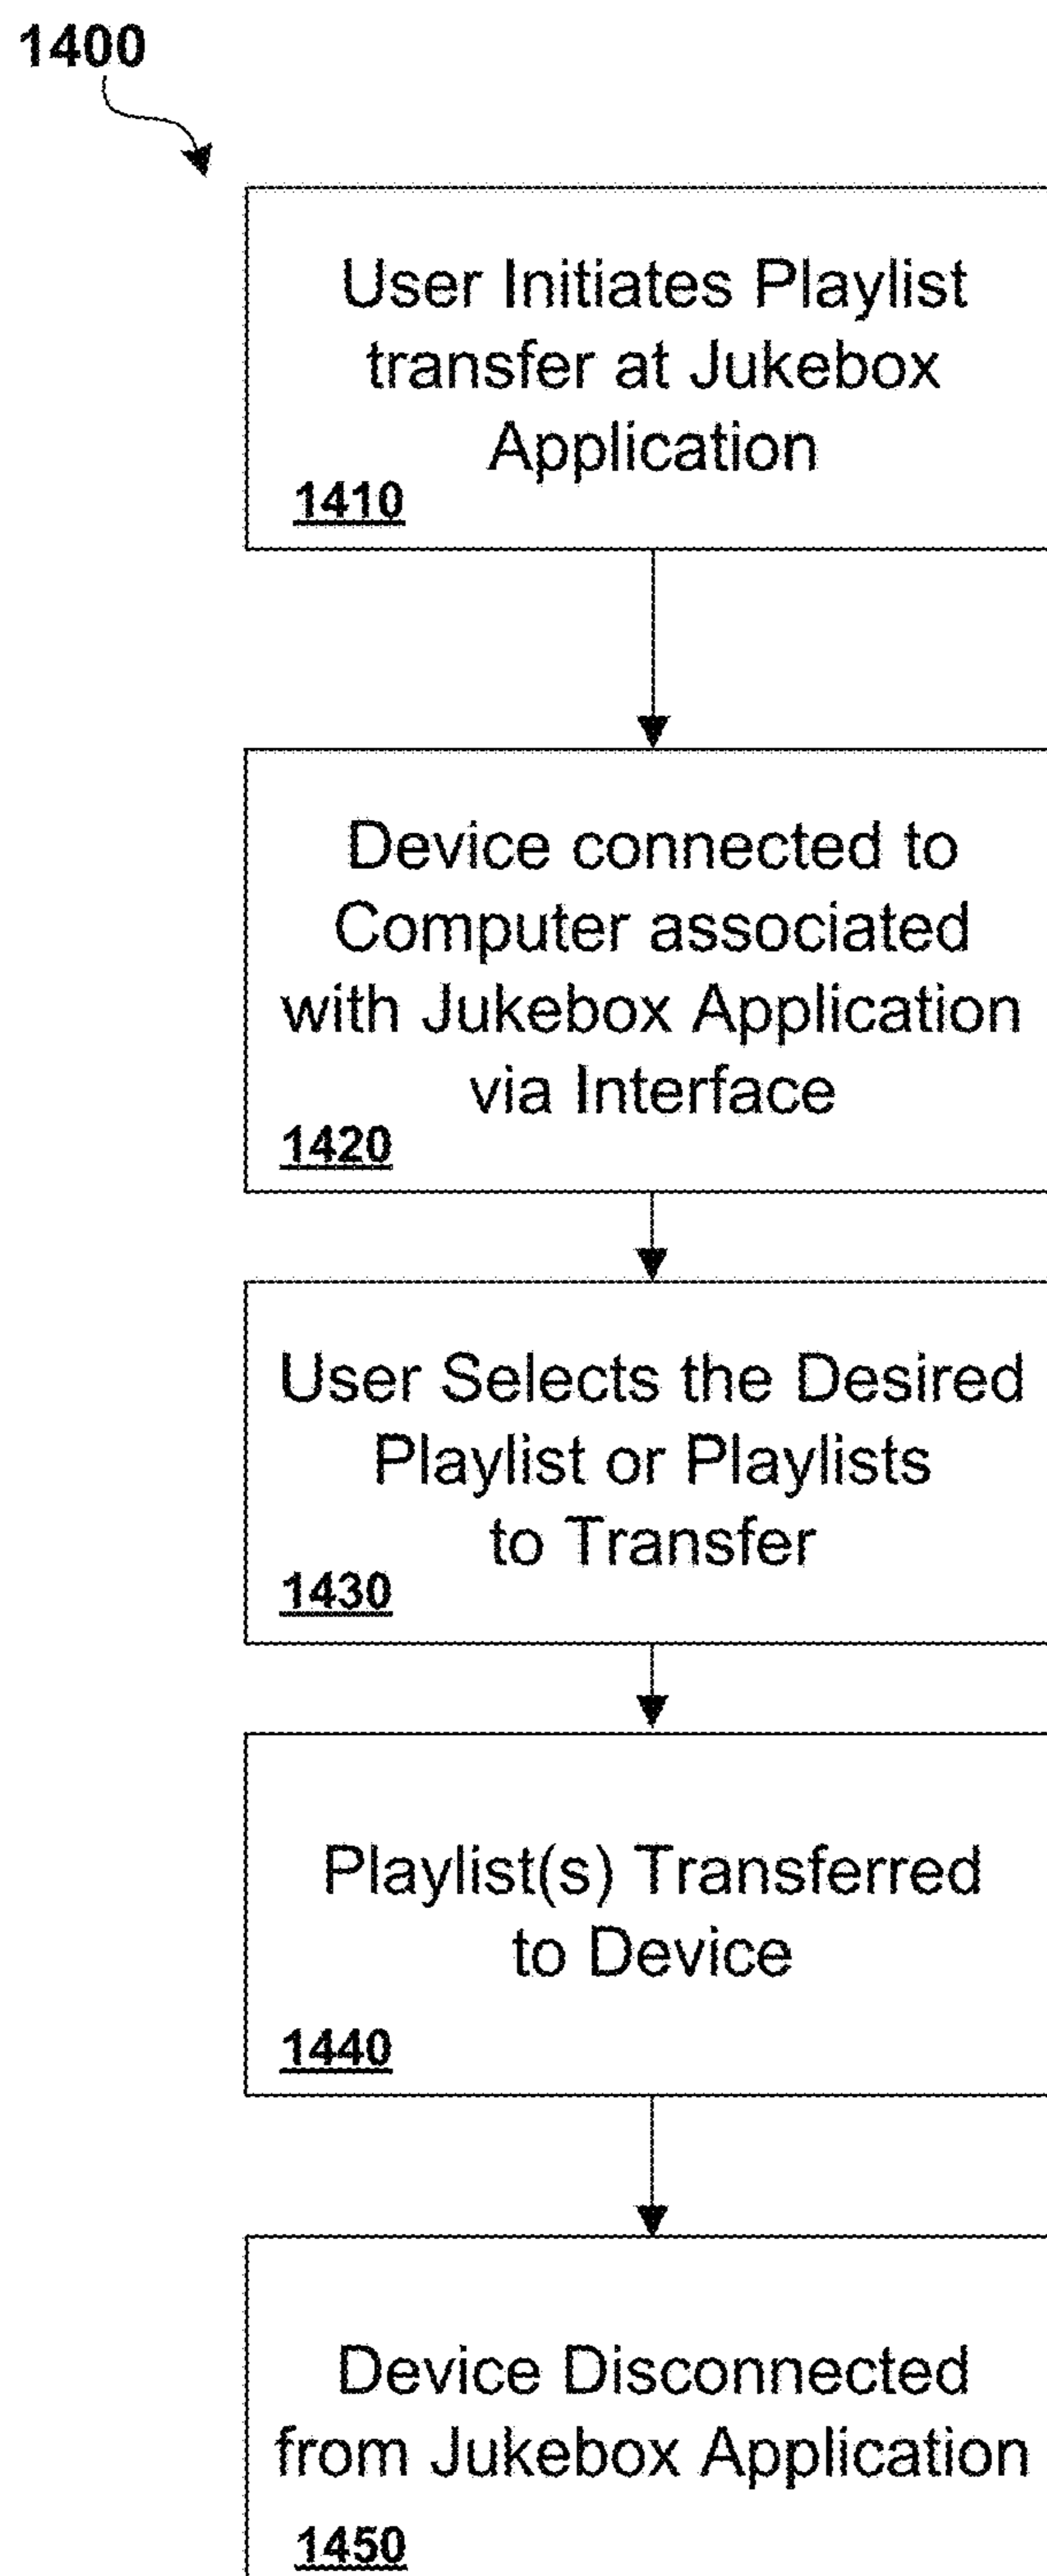 1400
User Initiates Playlist
transfer at Jukebox
Application
1410
Device connected to
Computer associated
with Jukebox Application
via Interface
1420
User Selects the Desired
Playlist or Playlists
to Transfer
1430
Playlist(s) Transferred
to Device
1440
Device Disconnected
from Jukebox Application
1450